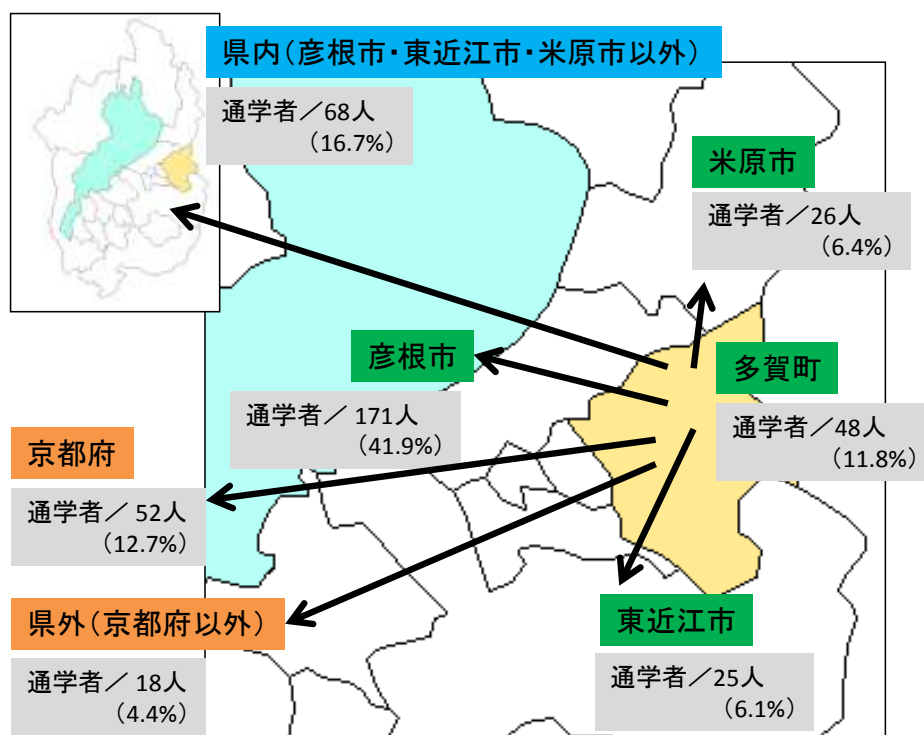 県内(彦根市・東近江市・米原市以外)
通学者／68人
(16.7%)
米原市
通学者／26人
(6.4%)
彦根市
通学者／ 171人
(41.9%)
多賀町
通学者／48人
(11.8%)
京都府
通学者／ 52人
(12.7%)
県外(京都府以外)
通学者／ 18人
(4.4%)
東近江市
通学者／25人
(6.1%)